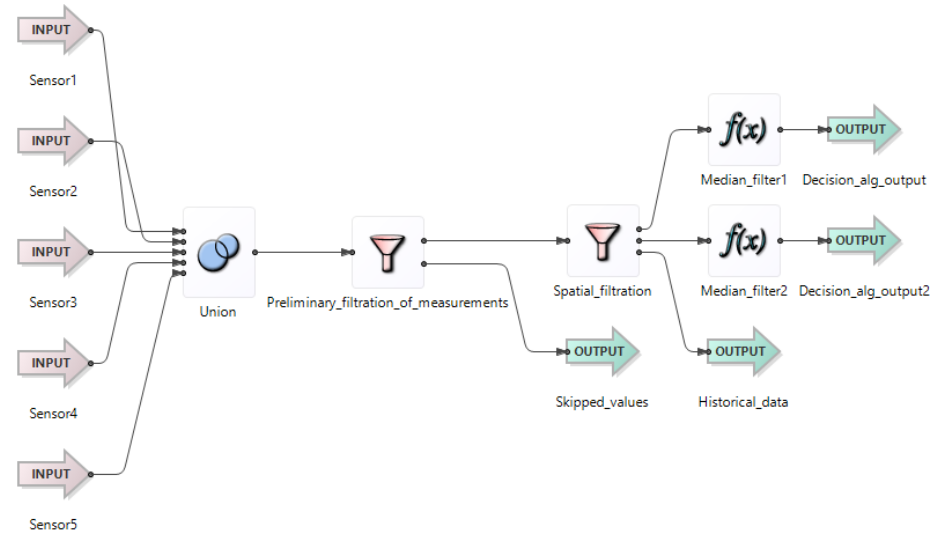 INPUT
Sensor1
INPUT
Sensor2
INPUT
Sensor3
INPUT
Sensor4
INPUT
Sensor5
Union
Preliminary_filtration_of_measurements
Spatial_filtration
OUTPUT
Skipped_values
f(x)
Median_filter1
OUTPUT
Decision_alg_output
f(x)
Median_filter2
OUTPUT
Decision_alg_output2
OUTPUT
Historical_data